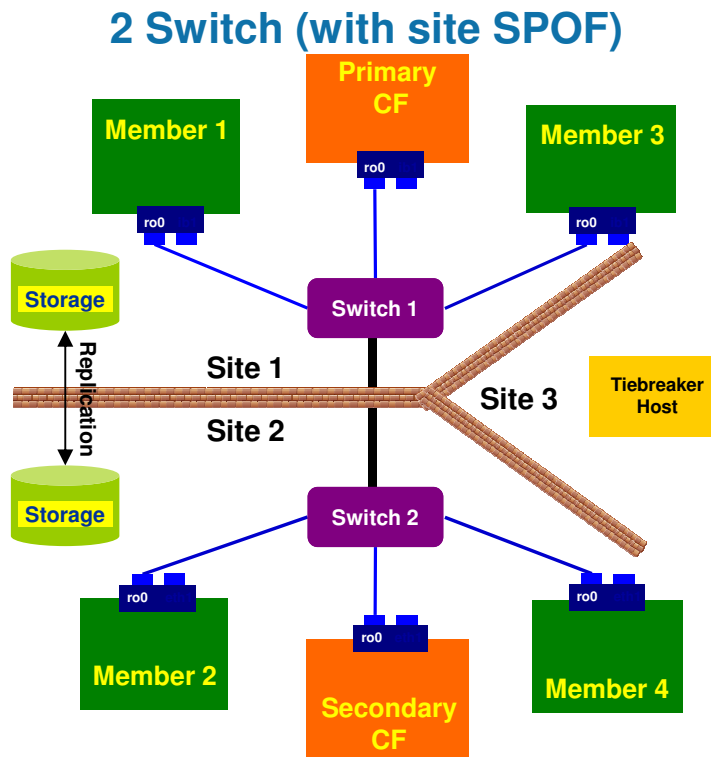 2 Switch (with site SPOF)
Primary
CF
Member 1
Member 3
ro0
ro0
ro0
Storage
Switch 1
Replication
Site 1
Site 3
Tiebreaker
Host
Site 2
Storage
Switch 2
ro0
ro0
ro0
Member 2
Member 4
Secondary
CF